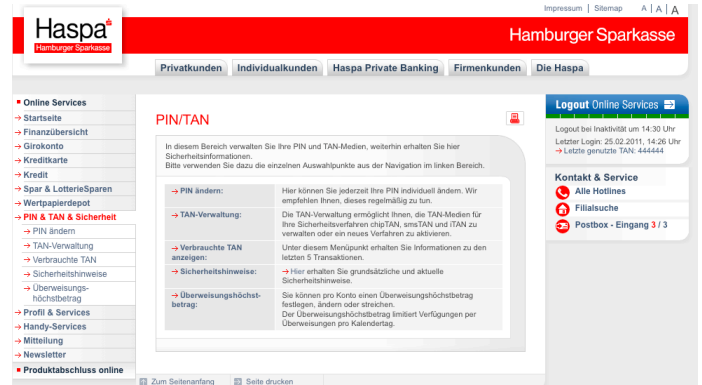 Impressum | Sitemap A | A | A
Haspa
Hamburger Sparkasse
Hamburger Sparkasse
Privatkunden Individualkunden Haspa Private Banking Firmenkunden Die Haspa
Online Services
Startseite
Finanzübersicht
Girokonto
Kreditkarte
Kredit
Spar & LotterieSparen
Wertpapierdepot
PIN & TAN & Sicherheit
PIN ändern
TAN-Verwaltung
Verbrauchte TAN
Sicherheitshinweise
Überweisungs-
höchstbetrag
Profil & Services
Handy-Services
Mitteilung
Newsletter
Produktabschluss online
PIN/TAN
In diesem Bereich verwalten Sie Ihre PIN und TAN-Medien, weiterhin erhalten Sie hier
Sicherheitsinformationen.
Bitte verwenden Sie dazu die einzelnen Auswahlpunkte aus der Navigation im linken Bereich.
PIN ändern:
Hier können Sie jederzeit Ihre PIN individuell ändern. Wir
empfehlen Ihnen, dieses regelmäßig zu tun.
TAN-Verwaltung:
Die TAN-Verwaltung ermöglicht Ihnen, die TAN-Medien für
Ihre Sicherheitsverfahren chipTAN, smsTAN und iTAN zu
verwalten oder ein neues Verfahren zu aktivieren.
Verbrauchte TAN
anzeigen:
Unter diesem Menüpunkt erhalten Sie Informationen zu den
letzten 5 Transaktionen.
Sicherheitshinweise:
Hier erhalten Sie grundsätzliche und aktuelle
Sicherheitshinweise.
Überweisungshöchst-
betrag:
Sie können pro Konto einen Überweisungshöchstbetrag
festlegen, ändern oder streichen.
Der Überweisungshöchstbetrag limitiert Verfügungen per
Überweisungen pro Kalendertag.
Zum Seitenanfang Seite drucken
Logout Online Services
Logout bei Inaktivität um 14:30 Uhr
Letzter Login: 25.02.2011, 14:26 Uhr
Letzte genutzte TAN: 444444
Kontakt & Service
Alle Hotlines
Filialsuche
Postbox - Eingang 3 / 3